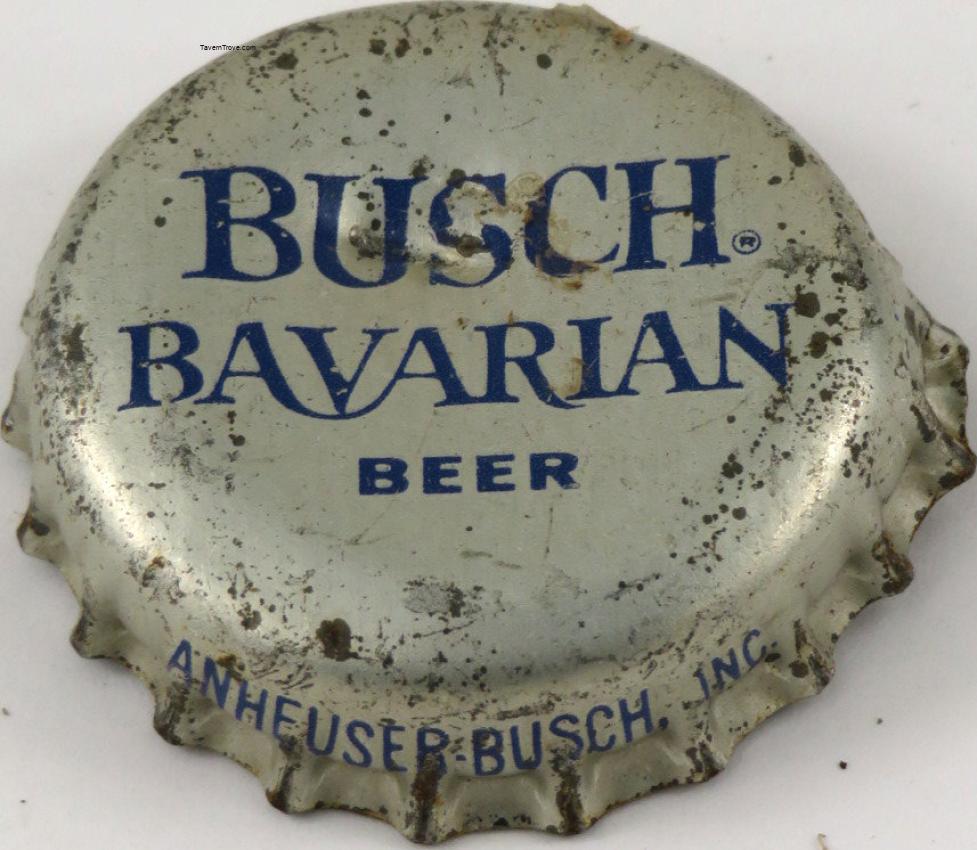 TavernTrove.com
BUSCH®
BAVARIAN
BEER
ANHEUSER-BUSCH, INC.